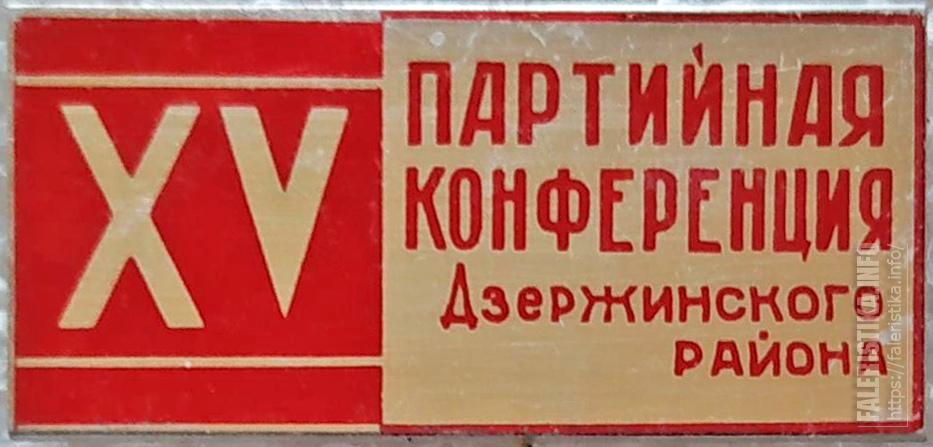 XV
ПАРТИЙНАЯ
КОНФЕРЕНЦИЯ
Дзержинского
района
FALERISTIKA.INFO
https://faleristika.info/